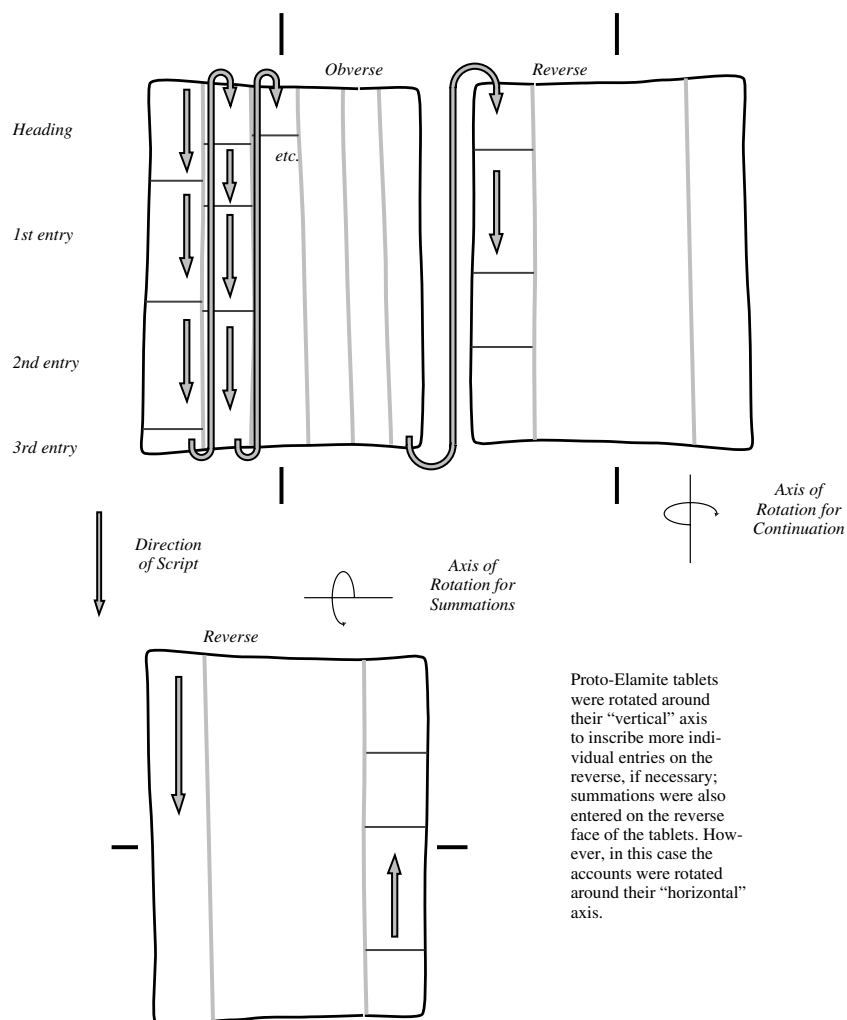 Obverse
Reverse
Heading
etc.
1st entry
2nd entry
3rd entry
Axis of
Rotation for
Continuation
Direction
of Script
Axis of
Rotation for
Summations
Reverse
Proto-Elamite tablets
were rotated around
their “vertical” axis
to inscribe more indi-
vidual entries on the
reverse, if necessary;
summations were also
entered on the reverse
face of the tablets. How-
ever, in this case the
accounts were rotated
around their “horizontal”
axis.